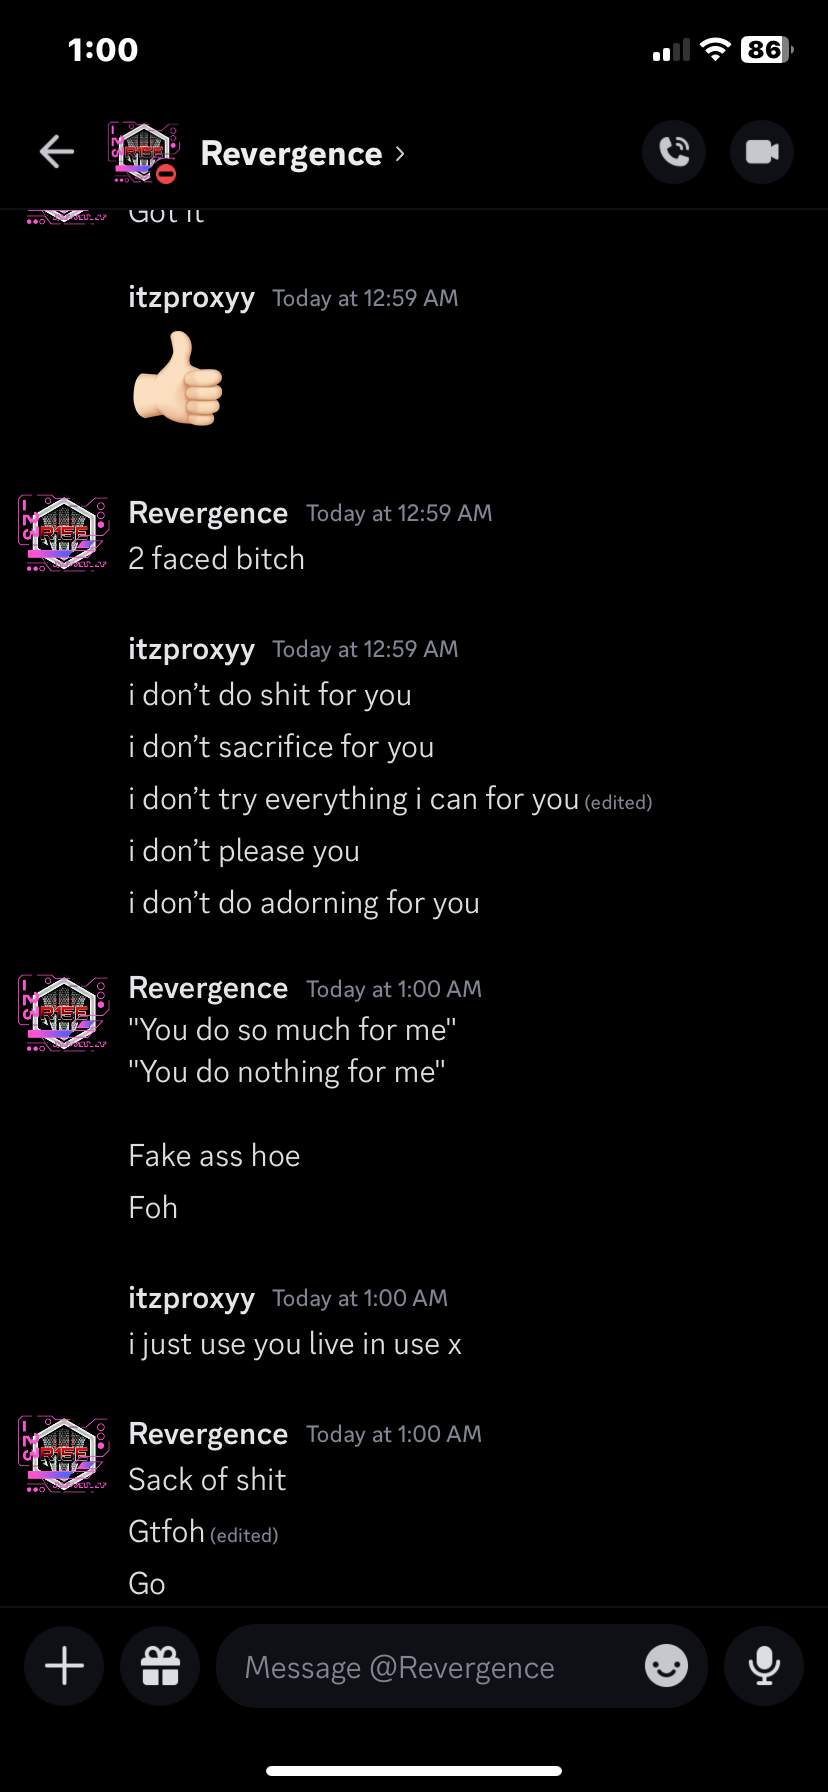 1:00
86
Revergence
Got it
itzproxyy Today at 12:59 AM
Revergence Today at 12:59 AM
2 faced bitch
itzproxyy Today at 12:59 AM
i don’t do shit for you
i don’t sacrifice for you
i don’t try everything i can for you (edited)
i don’t please you
i don’t do adorning for you
Revergence Today at 1:00 AM
"You do so much for me"
"You do nothing for me"
Fake ass hoe
Foh
itzproxyy Today at 1:00 AM
i just use you live in use x
Revergence Today at 1:00 AM
Sack of shit
Gtfoh (edited)
Go
Message @Revergence